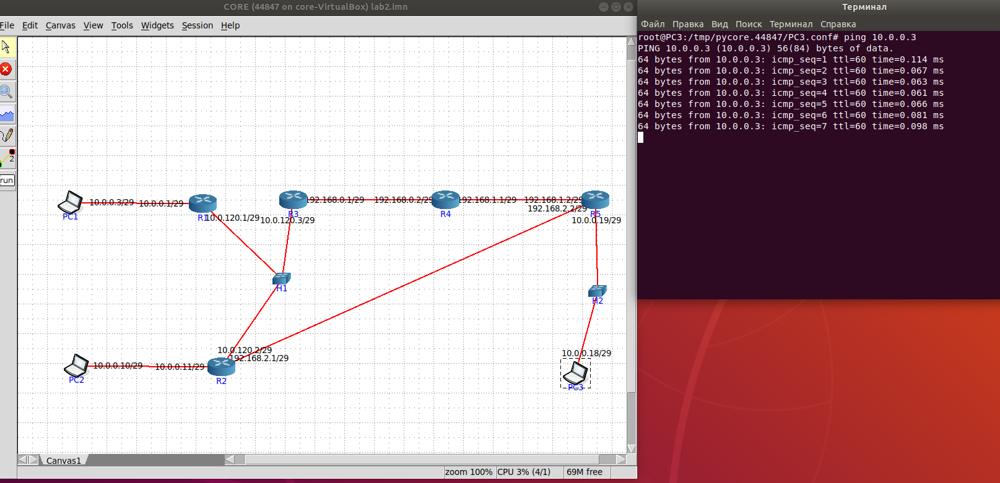 CORE (44847 on core-VirtualBox) lab2.imn
File Edit Canvas View Tools Widgets Session Help
2
run
10.0.0.3/29 10.0.0.1/29
PC1
R1
10.0.120.1/29
10.0.120.3/29
R3
192.168.0.1/29 192.168.0.2/29
R4
192.168.1.1/29 192.168.1.2/29
192.168.2.2/29
R5
10.0.0.19/29
H1
H2
10.0.120.2/29
192.168.2.1/29
10.0.0.18/29
10.0.0.10/29 10.0.0.11/29
PC2
R2
PC3
Canvas1
zoom 100% CPU 3% (4/1) 69M free
Терминал
Файл Правка Вид Поиск Терминал Справка
root@PC3:/tmp/pycore.44847/PC3.conf# ping 10.0.0.3
PING 10.0.0.3 (10.0.0.3) 56(84) bytes of data.
64 bytes from 10.0.0.3: icmp_seq=1 ttl=60 time=0.114 ms
64 bytes from 10.0.0.3: icmp_seq=2 ttl=60 time=0.067 ms
64 bytes from 10.0.0.3: icmp_seq=3 ttl=60 time=0.063 ms
64 bytes from 10.0.0.3: icmp_seq=4 ttl=60 time=0.061 ms
64 bytes from 10.0.0.3: icmp_seq=5 ttl=60 time=0.066 ms
64 bytes from 10.0.0.3: icmp_seq=6 ttl=60 time=0.081 ms
64 bytes from 10.0.0.3: icmp_seq=7 ttl=60 time=0.098 ms